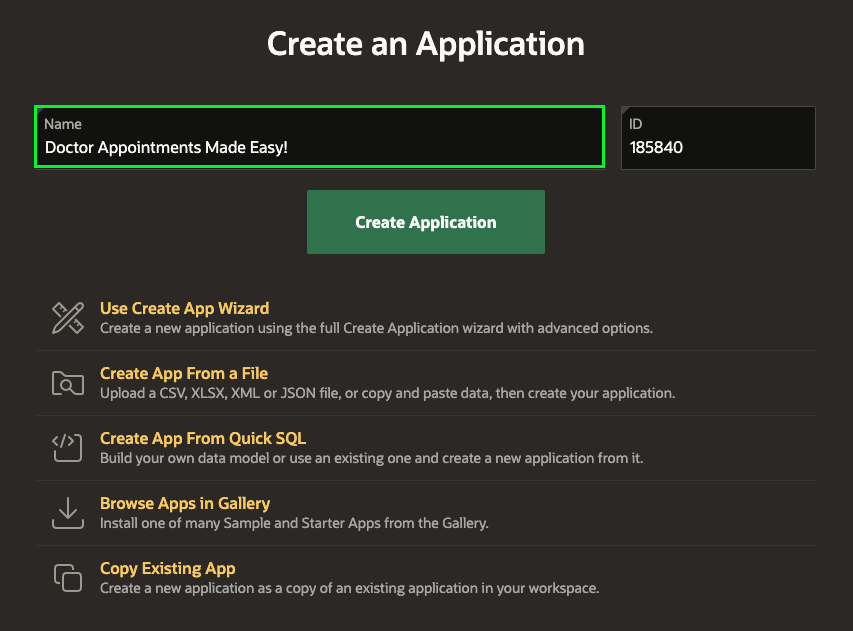 Create an Application
Name
Doctor Appointments Made Easy!
ID
185840
Create Application
Use Create App Wizard
Create a new application using the full Create Application wizard with advanced options.
Create App From a File
Upload a CSV, XLSX, XML or JSON file, or copy and paste data, then create your application.
Create App From Quick SQL
Build your own data model or use an existing one and create a new application from it.
Browse Apps in Gallery
Install one of many Sample and Starter Apps from the Gallery.
Copy Existing App
Create a new application as a copy of an existing application in your workspace.